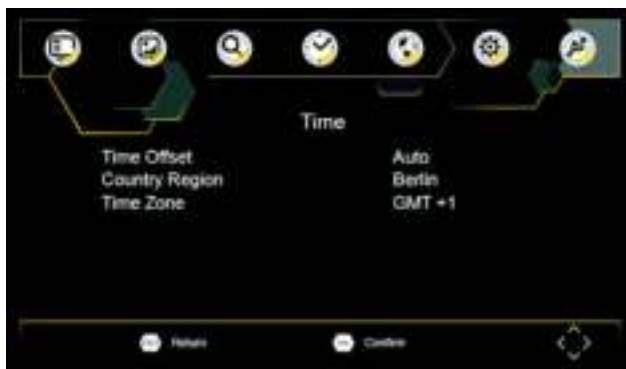 Time
Time Offset Auto
Country Region Berlin
Time Zone GMT +1
Return Confirm